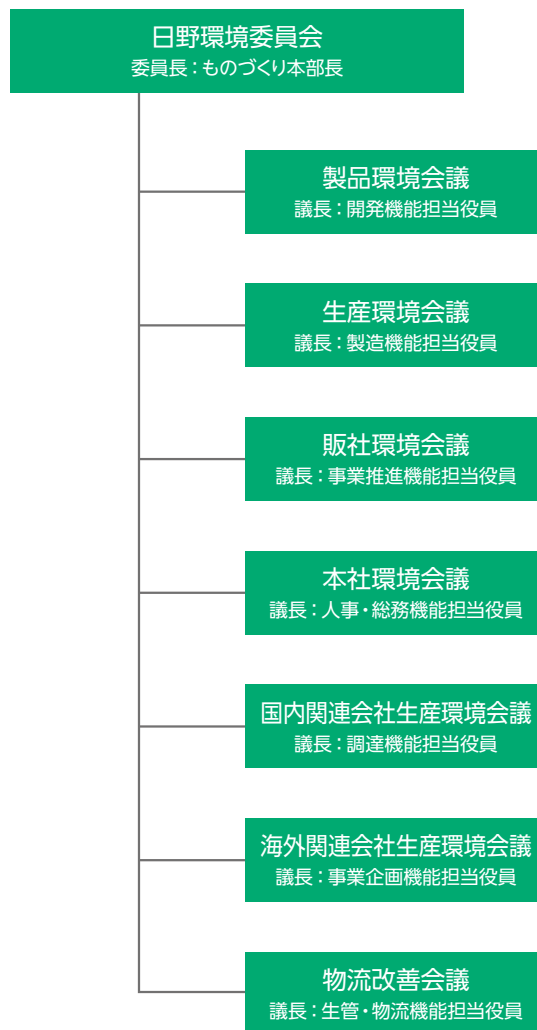 日野環境委員会
委員長：ものづくり本部長
製品環境会議
議長：開発機能担当役員
生産環境会議
議長：製造機能担当役員
販社環境会議
議長：事業推進機能担当役員
本社環境会議
議長：人事・総務機能担当役員
国内関連会社生産環境会議
議長：調達機能担当役員
海外関連会社生産環境会議
議長：事業企画機能担当役員
物流改善会議
議長：生管・物流機能担当役員